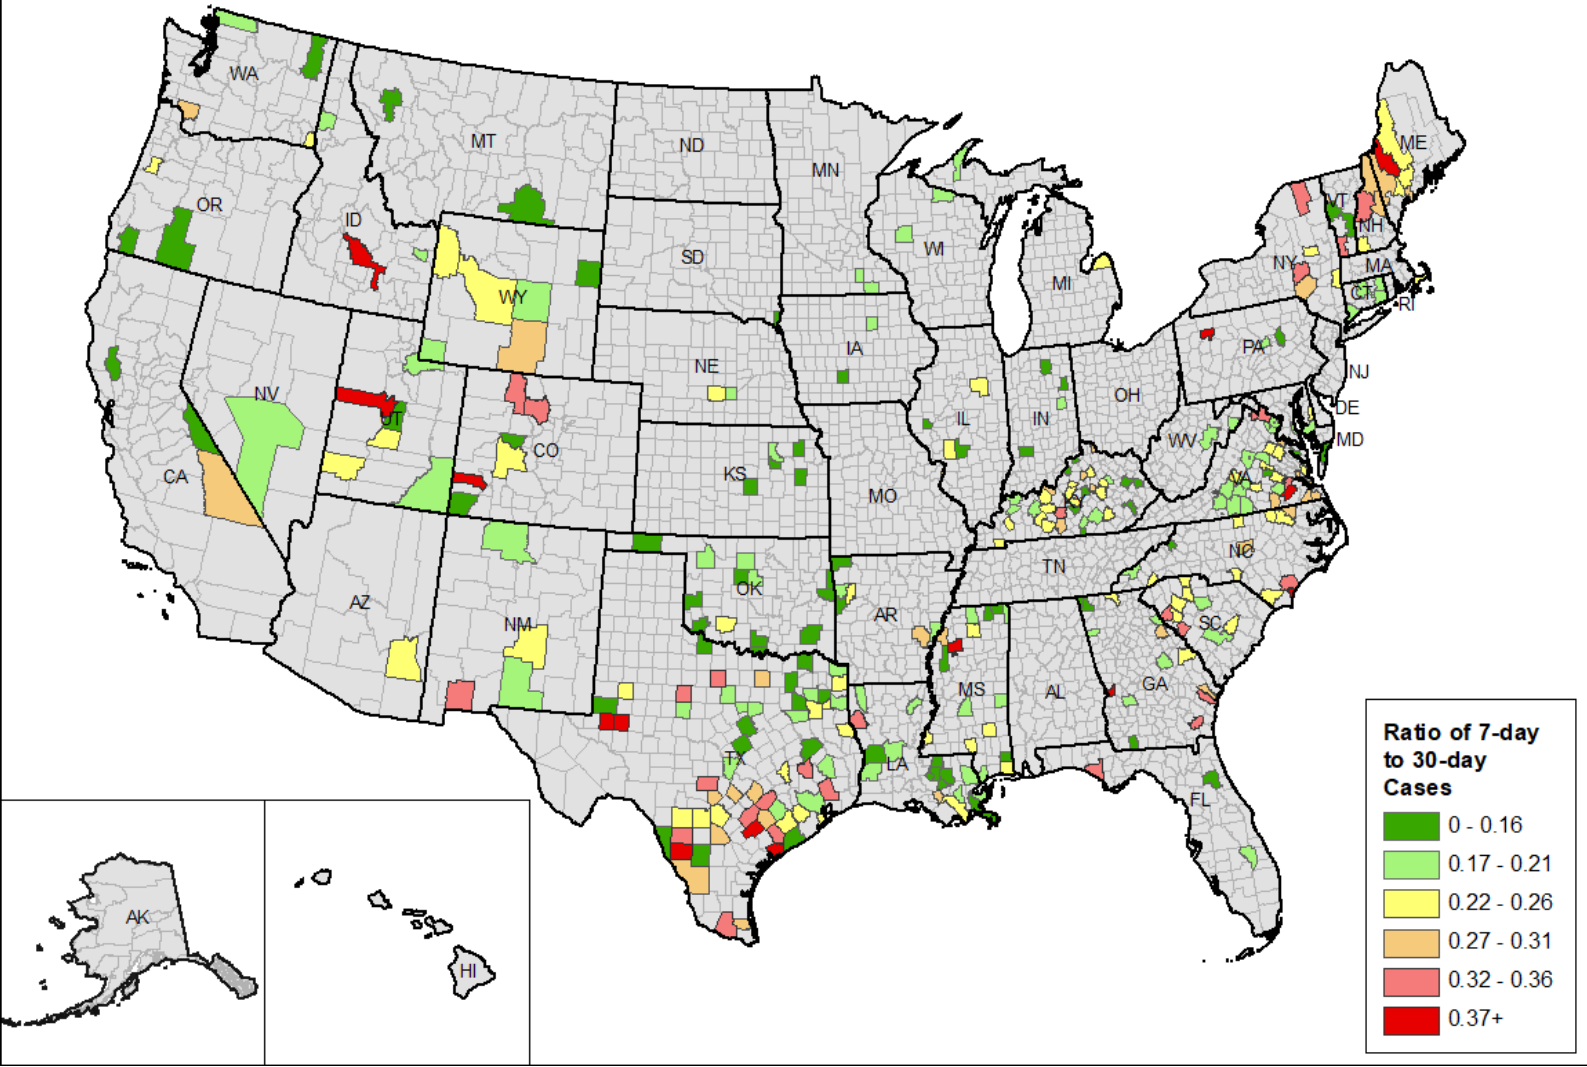 WA
MT
ND
MN
ME
OR
ID
VT
NH
WI
SD
MI
NY
MA
CT
RI
WY
IA
PA
NE
NJ
NV
UT
CO
IL
IN
OH
DE
MD
WV
CA
KS
MO
VA
KY
NC
TN
OK
AZ
AR
NM
SC
MS
AL
GA
TX
LA
FL
AK
HI
Ratio of 7-day
to 30-day
Cases
0 - 0.16
0.17 - 0.21
0.22 - 0.26
0.27 - 0.31
0.32 - 0.36
0.37+